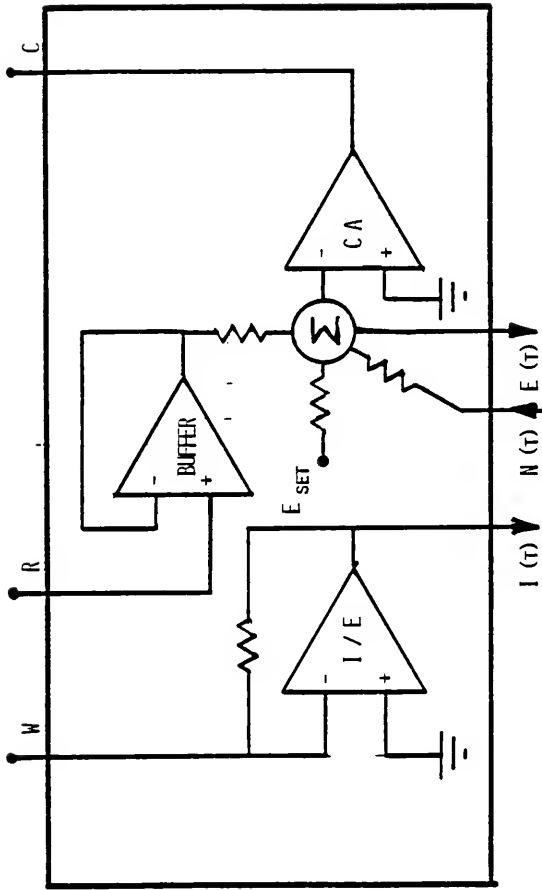 C
CA
-
+
Σ
E (T)
N (T)
R
BUFFER
-
+
E SET
W
I/E
-
+
I (T)